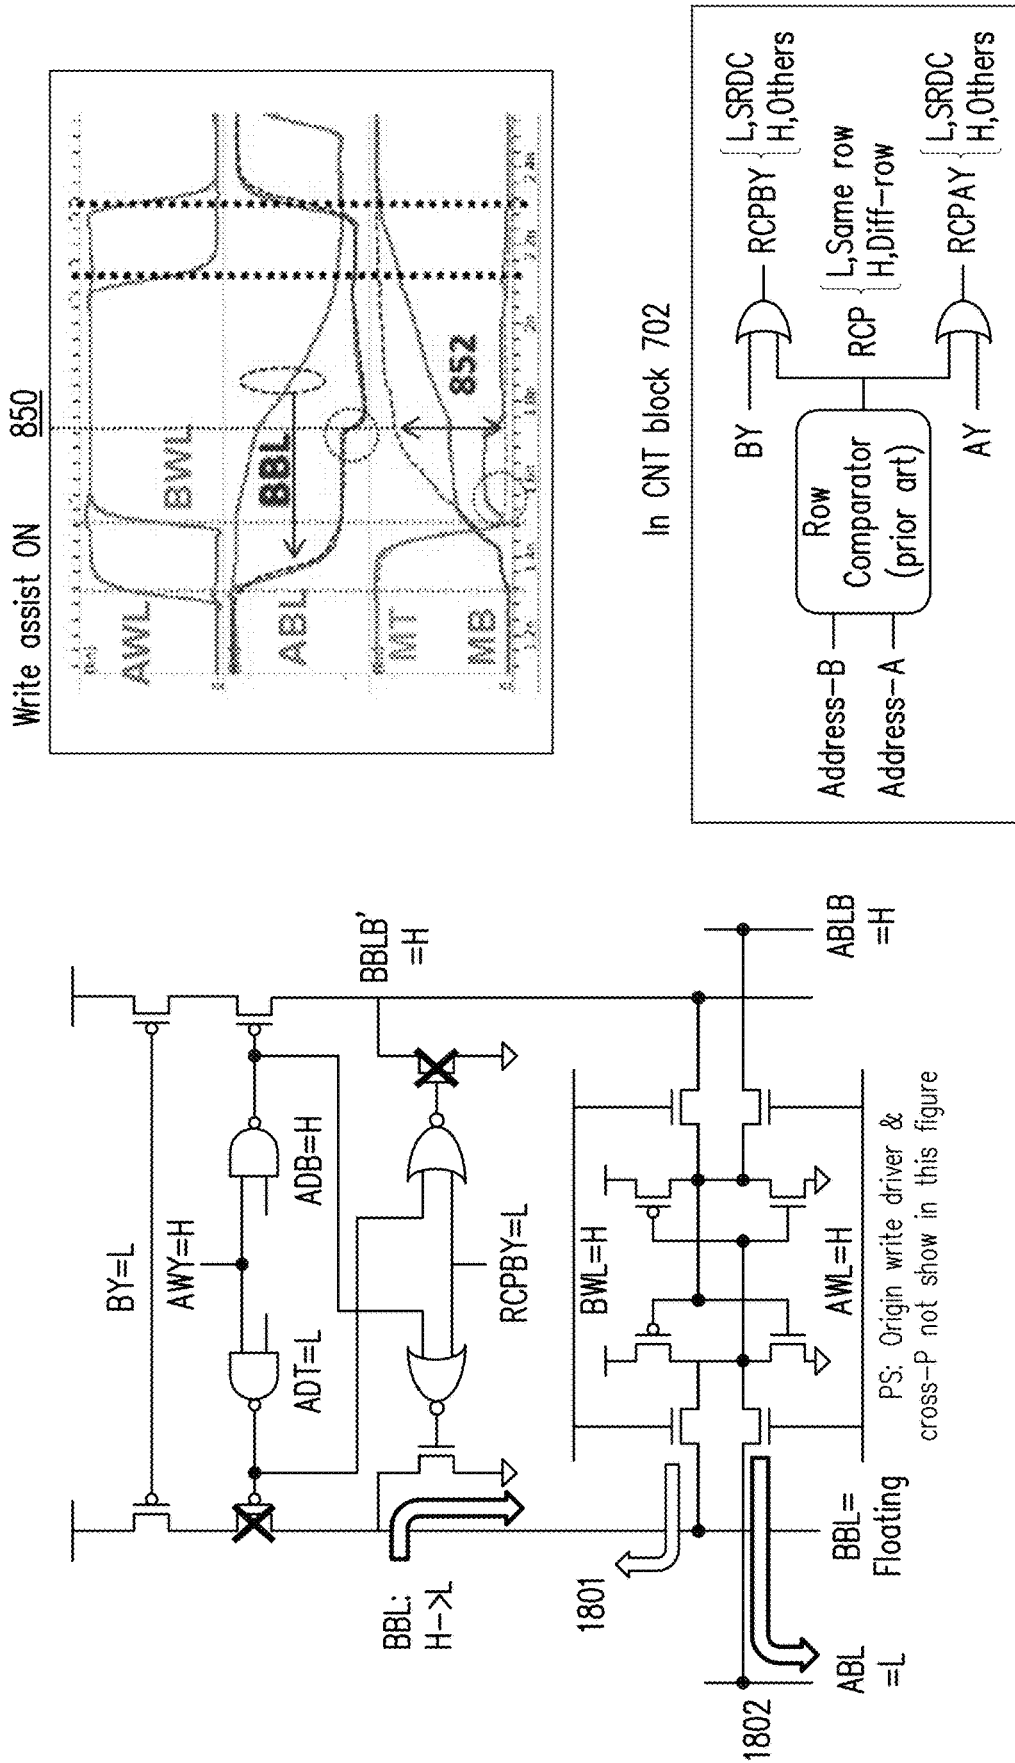 Write assist ON 850
AWL
BWL
ABL
BBL
MT
MB
852
In CNT block 702
BY
RCPBY
L,SRDC
H,Others
Row
Comparator
(prior art)
RCP
L,Same row
H,Diff-row
Address-B
Address-A
AY
RCPAY
L,SRDC
H,Others
BY=L
AWY=H
ADT=L
ADB=H
BBLB'
=H
BBL:
H->L
RCPBY=L
1801
BWL=H
AWL=H
BBL=
Floating
1802
ABL
=L
ABLB
=H
PS: Origin write driver &
cross-P not show in this figure